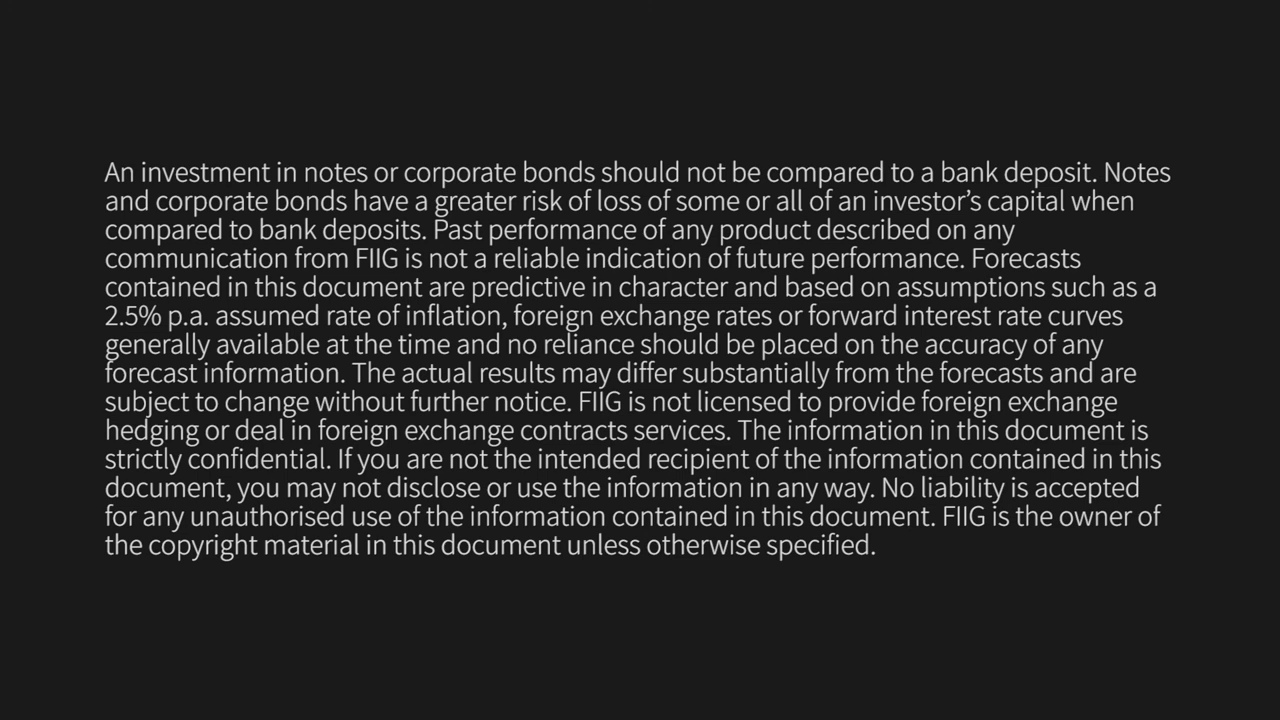 An investment in notes or corporate bonds should not be compared to a bank deposit. Notes
and corporate bonds have a greater risk of loss of some or all of an investor’s capital when
compared to bank deposits. Past performance of any product described on any
communication from FIIG is not a reliable indication of future performance. Forecasts
contained in this document are predictive in character and based on assumptions such as a
2.5% p.a. assumed rate of inflation, foreign exchange rates or forward interest rate curves
generally available at the time and no reliance should be placed on the accuracy of any
forecast information. The actual results may differ substantially from the forecasts and are
subject to change without further notice. FIIG is not licensed to provide foreign exchange
hedging or deal in foreign exchange contracts services. The information in this document is
strictly confidential. If you are not the intended recipient of the information contained in this
document, you may not disclose or use the information in any way. No liability is accepted
for any unauthorised use of the information contained in this document. FIIG is the owner of
the copyright material in this document unless otherwise specified.